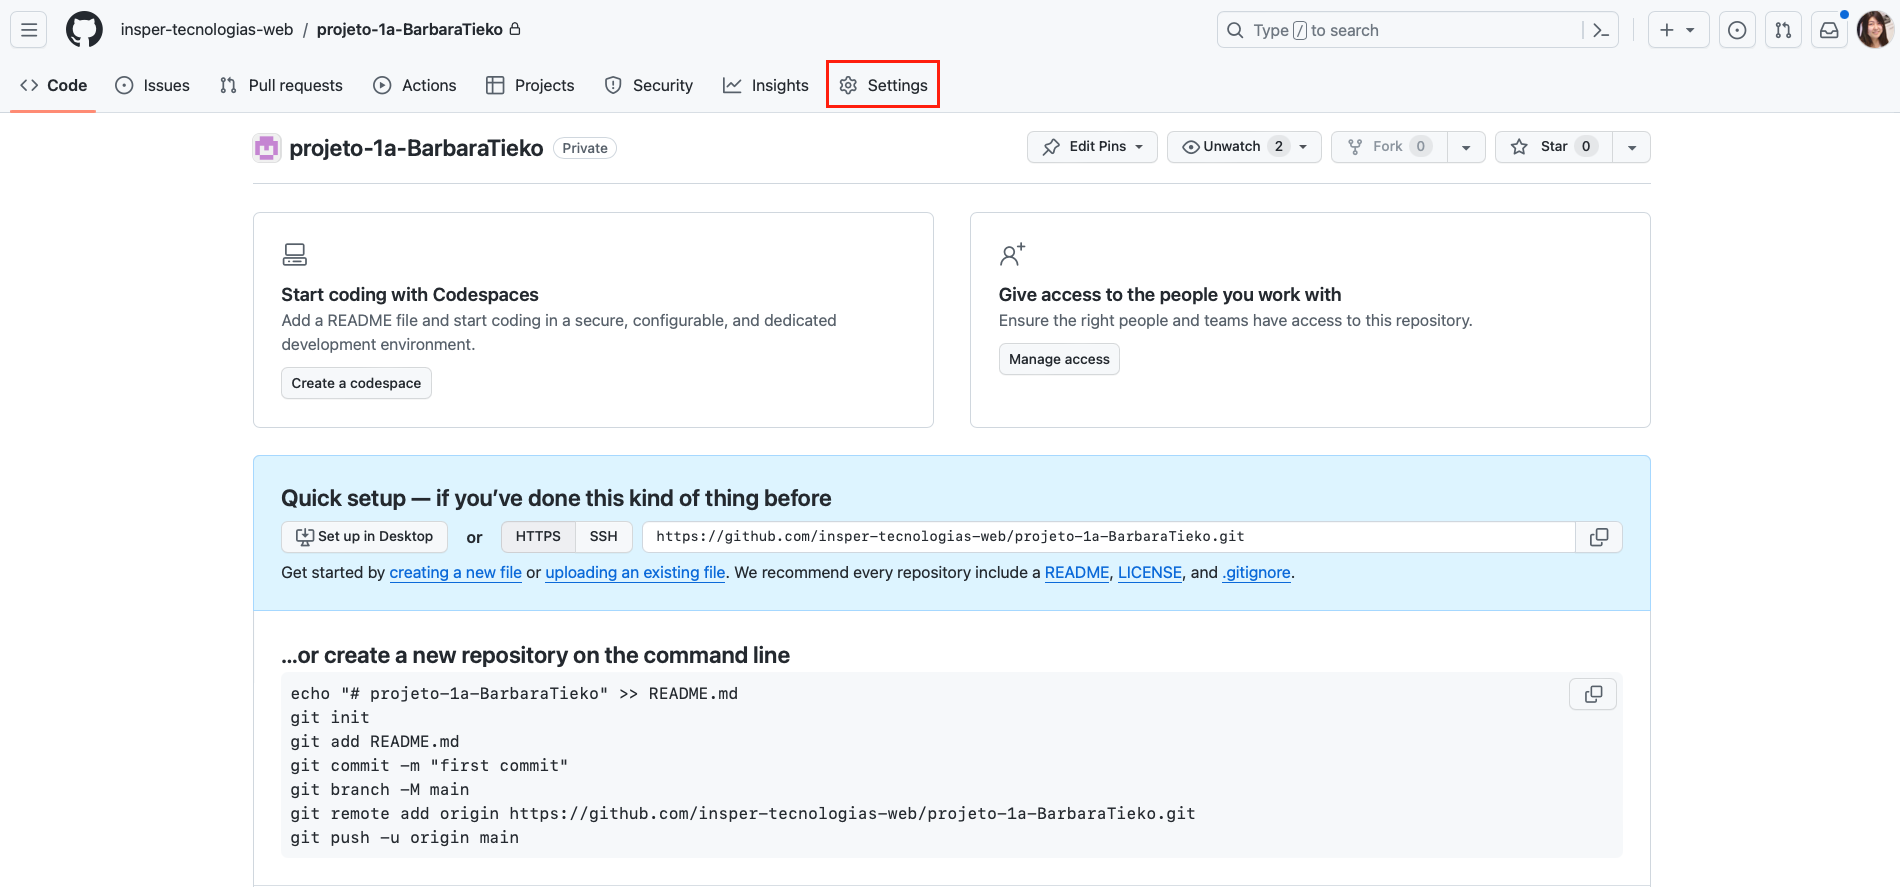 insper-tecnologias-web / projeto-1a-BarbaraTieko
Type / to search
Code Issues Pull requests Actions Projects Security Insights Settings
projeto-1a-BarbaraTieko Private
Edit Pins Unwatch 2 Fork 0 Star 0
Start coding with Codespaces
Add a README file and start coding in a secure, configurable, and dedicated
development environment.
Create a codespace
Give access to the people you work with
Ensure the right people and teams have access to this repository.
Manage access
Quick setup — if you’ve done this kind of thing before
Set up in Desktop or HTTPS SSH https://github.com/insper-tecnologias-web/projeto-1a-BarbaraTieko.git
Get started by creating a new file or uploading an existing file. We recommend every repository include a README, LICENSE, and .gitignore.
…or create a new repository on the command line
echo "# projeto-1a-BarbaraTieko" >> README.md
git init
git add README.md
git commit -m "first commit"
git branch -M main
git remote add origin https://github.com/insper-tecnologias-web/projeto-1a-BarbaraTieko.git
git push -u origin main